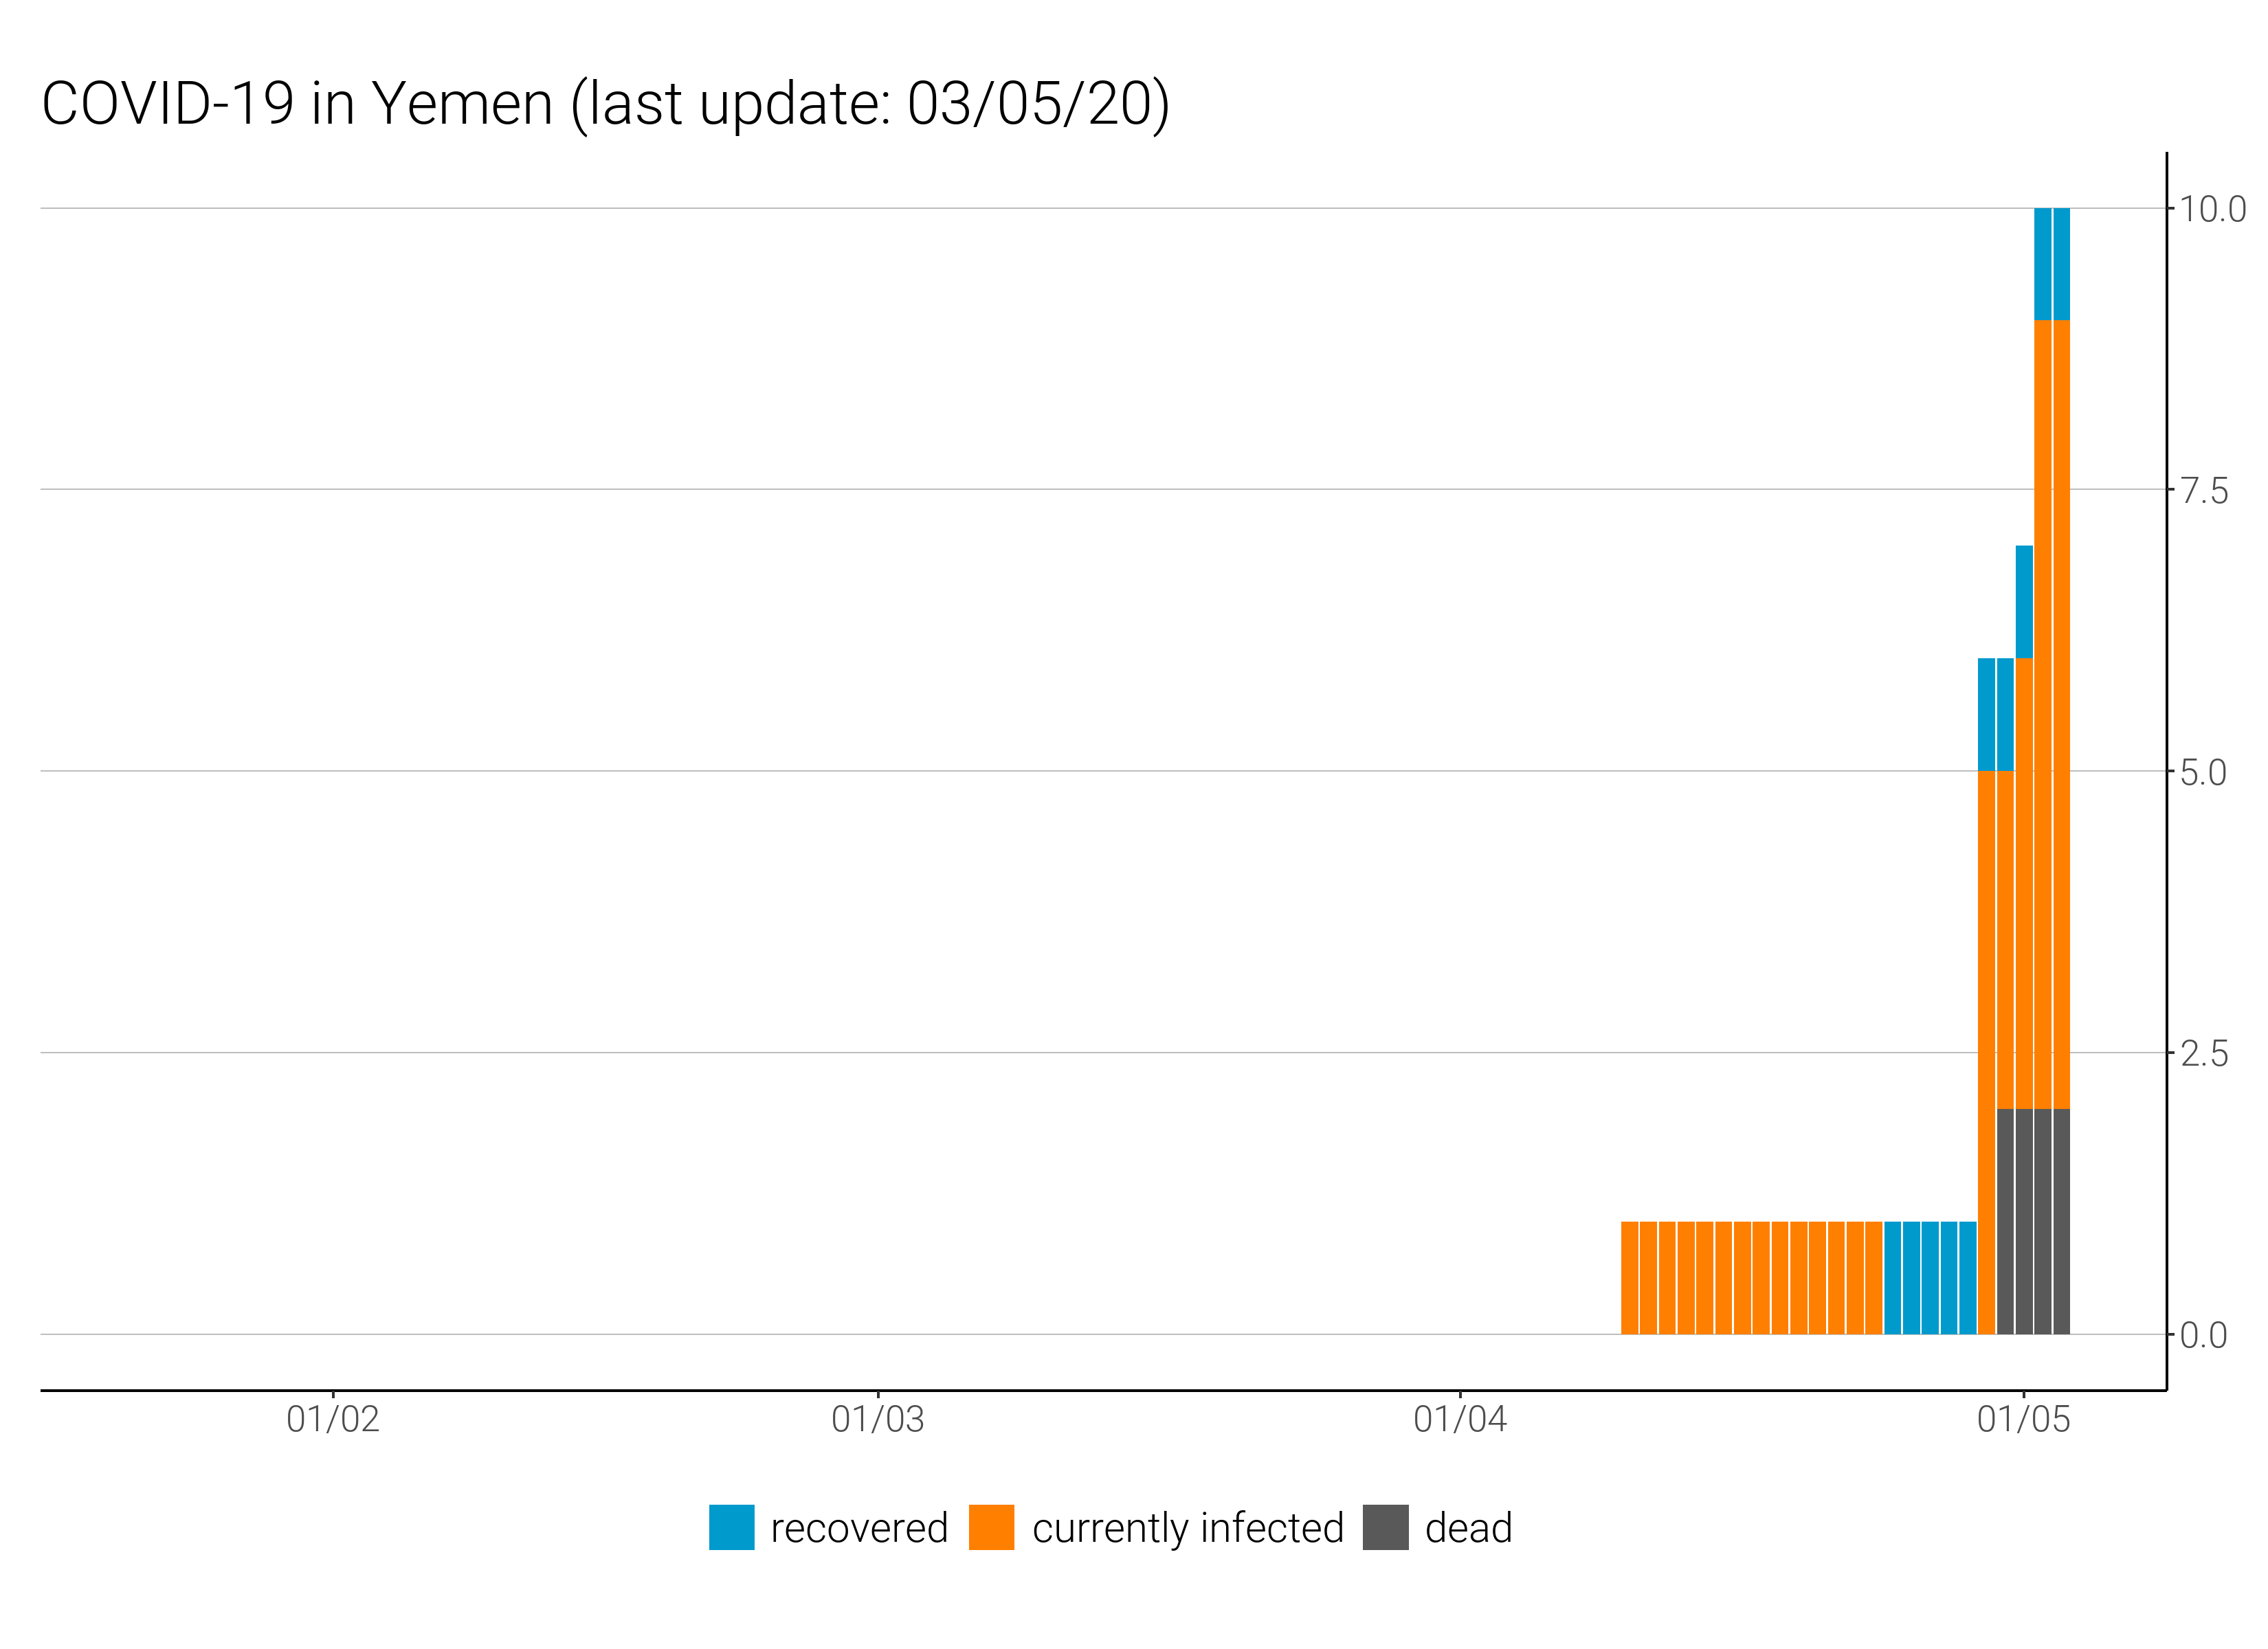 COVID-19 in Yemen (last update: 03/05/20)
10.0
7.5
5.0
2.5
0.0
01/02 01/03 01/04 01/05
recovered currently infected dead